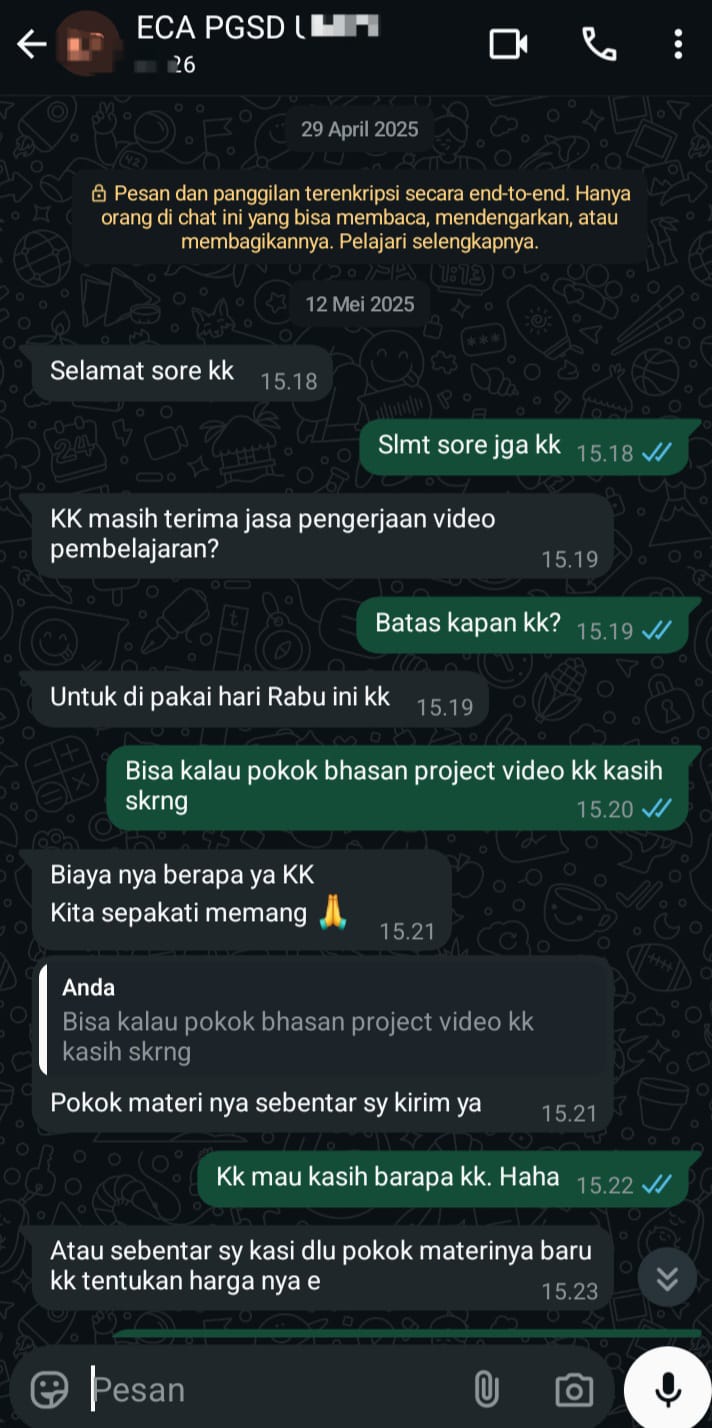 ECA PGSD
26
29 April 2025
Pesan dan panggilan terenkripsi secara end-to-end. Hanya
orang di chat ini yang bisa membaca, mendengarkan, atau
membagikannya. Pelajari selengkapnya.
12 Mei 2025
Selamat sore kk 15.18
Slmt sore jga kk 15.18
KK masih terima jasa pengerjaan video
pembelajaran? 15.19
Batas kapan kk? 15.19
Untuk di pakai hari Rabu ini kk 15.19
Bisa kalau pokok bhasan project video kk kasih
skrng 15.20
Biaya nya berapa ya KK
Kita sepakati memang 🙏 15.21
Anda
Bisa kalau pokok bhasan project video kk
kasih skrng
Pokok materi nya sebentar sy kirim ya 15.21
Kk mau kasih barapa kk. Haha 15.22
Atau sebentar sy kasi dlu pokok materinya baru
kk tentukan harga nya e 15.23
Pesan